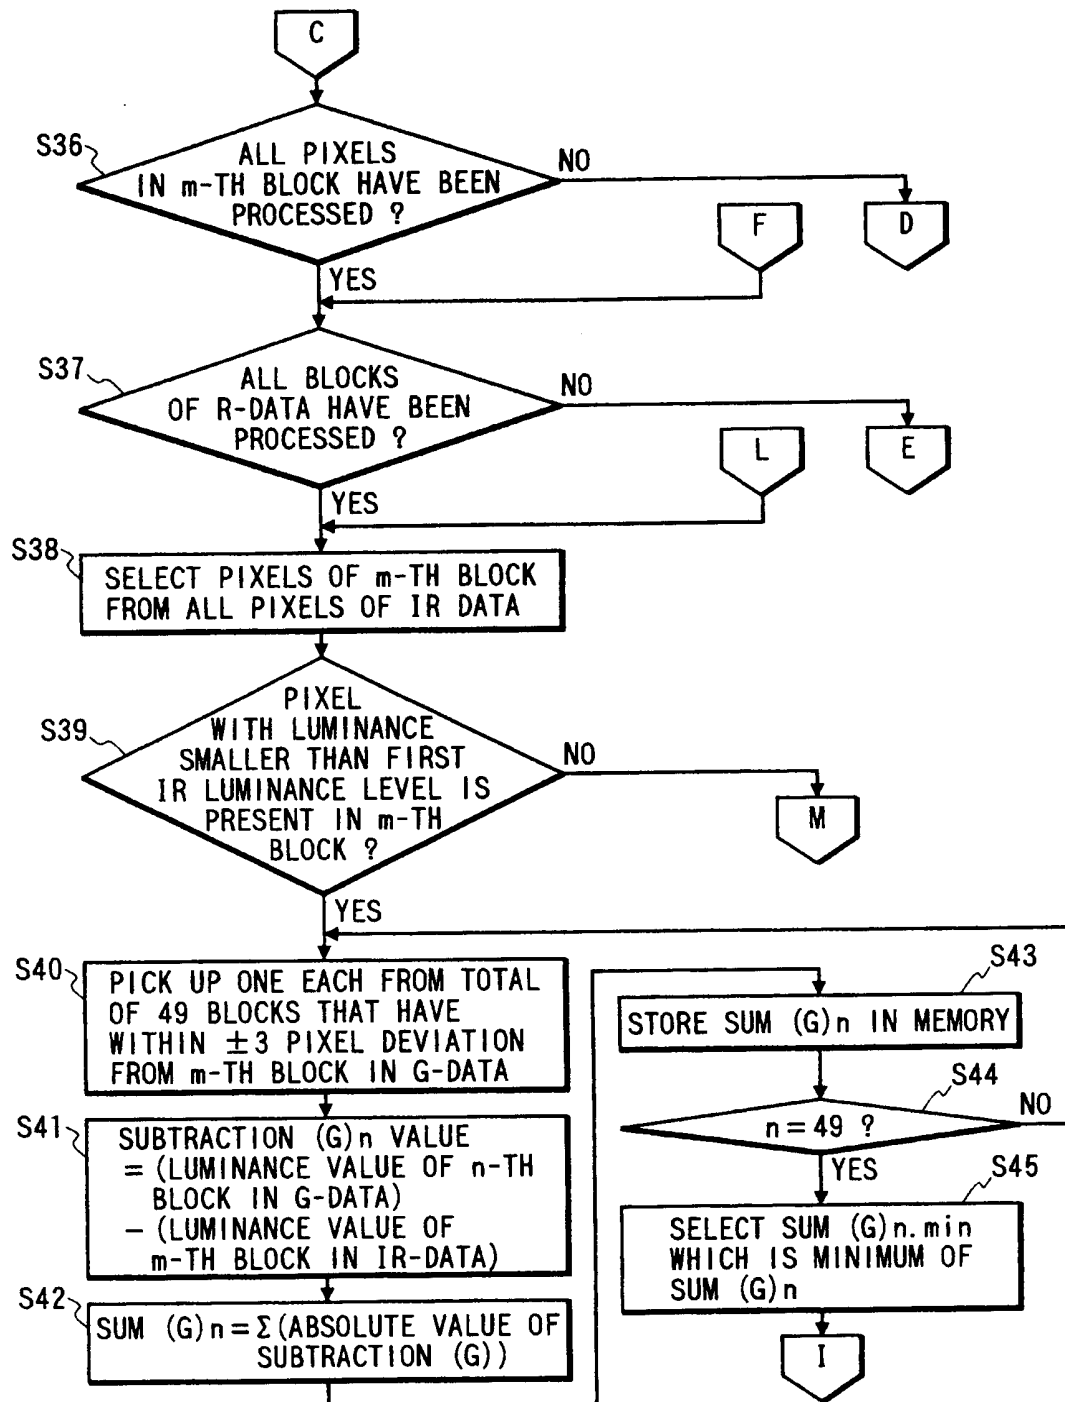 C
S36
ALL PIXELS
IN m-TH BLOCK HAVE BEEN
PROCESSED ?
NO
D
F
YES
S37
ALL BLOCKS
OF R-DATA HAVE BEEN
PROCESSED ?
NO
E
L
YES
S38
SELECT PIXELS OF m-TH BLOCK
FROM ALL PIXELS OF IR DATA
S39
PIXEL
WITH LUMINANCE
SMALLER THAN FIRST
IR LUMINANCE LEVEL IS
PRESENT IN m-TH
BLOCK ?
NO
M
YES
S40
PICK UP ONE EACH FROM TOTAL
OF 49 BLOCKS THAT HAVE
WITHIN ±3 PIXEL DEVIATION
FROM m-TH BLOCK IN G-DATA
S41
SUBTRACTION (G)n VALUE
=(LUMINANCE VALUE OF n-TH
BLOCK IN G-DATA)
−(LUMINANCE VALUE OF
m-TH BLOCK IN IR-DATA)
S42
SUM (G)n=Σ(ABSOLUTE VALUE OF
SUBTRACTION (G))
S43
STORE SUM (G)n IN MEMORY
S44
n=49 ?
NO
YES
S45
SELECT SUM (G)n.min
WHICH IS MINIMUM OF
SUM (G)n
I